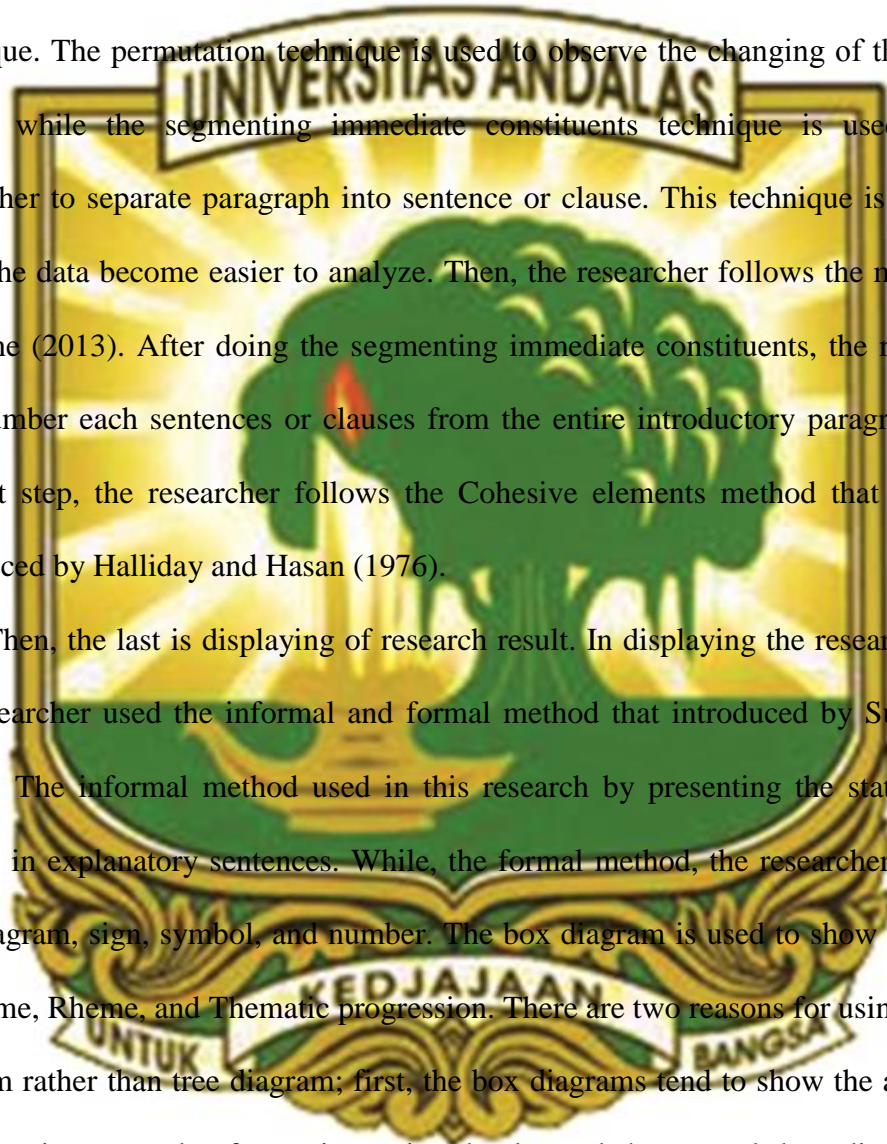 que. The permutation technique is used to observe the changing of th
UNIVERSITAS ANDALAS
while the segmenting immediate constituents technique is use
her to separate paragraph into sentence or clause. This technique is
he data become easier to analyze. Then, the researcher follows the
ne (2013). After doing the segmenting immediate constituents, the
umber each sentences or clauses from the entire introductory paragr
t step, the researcher follows the Cohesive elements method that
ced by Halliday and Hasan (1976).
Then, the last is displaying of research result. In displaying the resear
earcher used the informal and formal method that introduced by Su
The informal method used in this research by presenting the stat
in explanatory sentences. While, the formal method, the researcher
agram, sign, symbol, and number. The box diagram is used to show
KEDJAJAAN
me, Rheme, and Thematic progression. There are two reasons for usin
UNTUK BANGSA
m rather than tree diagram; first, the box diagrams tend to show the a